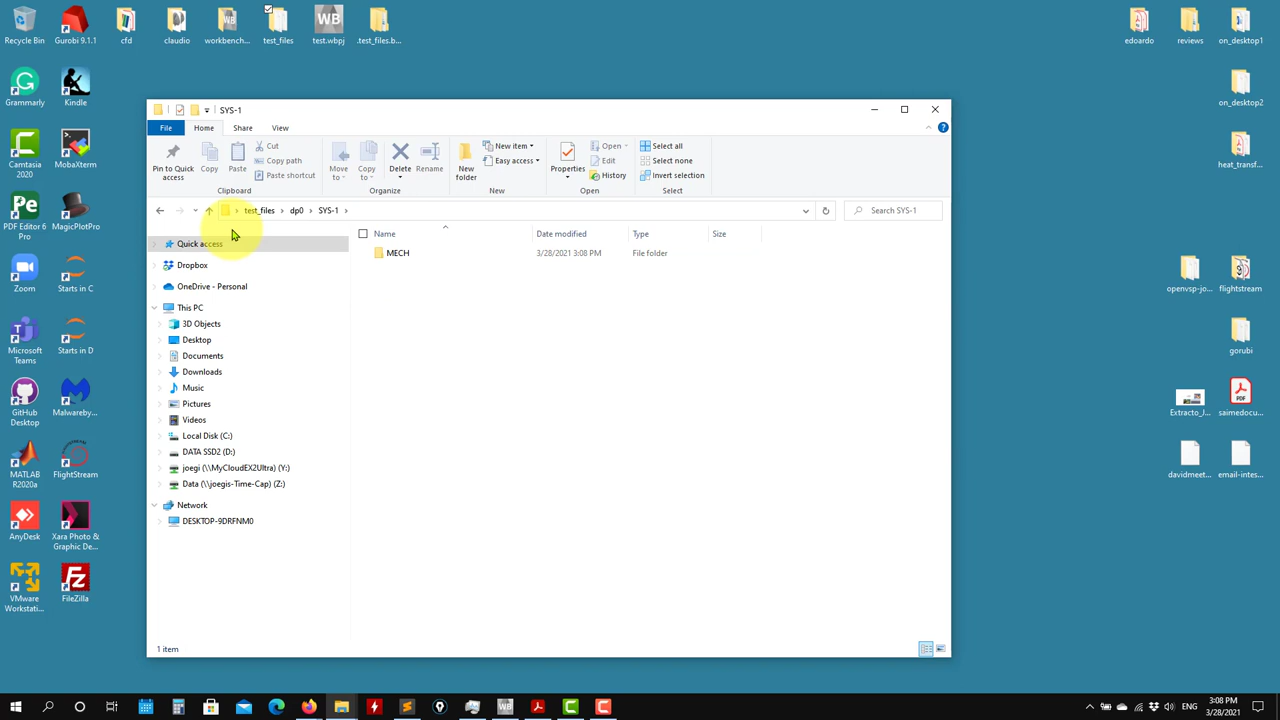 Recycle Bin
Gurobi 9.1.1
cfd
claudio
workbench...
test_files
WB
test.wbpj
.test_files.b...
edoardo
reviews
on_desktop1
Grammarly
Kindle
on_desktop2
Camtasia
2020
MobaXterm
heat_transf...
PDF Editor 6
Pro
MagicPlotPro
Zoom
Starts in C
openvsp-jo...
flightstream
Microsoft
Teams
Starts in D
gorubi
GitHub
Desktop
Malwareby...
Extracto_J...
PDF
saimedocu...
MATLAB
R2020a
FlightStream
davidmeet...
email-intes...
AnyDesk
Xara Photo &
Graphic De...
VMware
Workstati...
FileZilla
SYS-1
File
Home
Share
View
Pin to Quick
access
Copy
Paste
Cut
Copy path
Paste shortcut
Clipboard
Move
to
Copy
to
Delete
Rename
Organize
New
folder
New item
Easy access
New
Properties
Open
Edit
History
Open
Select all
Select none
Invert selection
Select
test_files
dp0
SYS-1
Search SYS-1
Quick access
Dropbox
OneDrive - Personal
This PC
3D Objects
Desktop
Documents
Downloads
Music
Pictures
Videos
Local Disk (C:)
DATA SSD2 (D:)
joegi (\\MyCloudEX2Ultra) (Y:)
Data (\\joegis-Time-Cap) (Z:)
Network
DESKTOP-9DRFNM0
Name
Date modified
Type
Size
MECH
3/28/2021 3:08 PM
File folder
1 item
WB
ENG
3:08 PM
3/28/2021